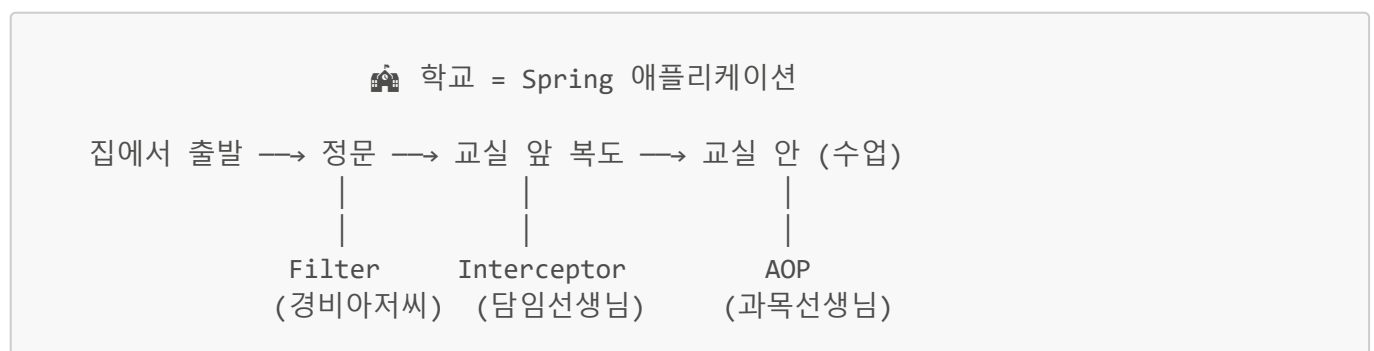 🏫 학교 = Spring 애플리케이션
집에서 출발 ──→ 정문 ──→ 교실 앞 복도 ──→ 교실 안 (수업)
Filter Interceptor AOP
(경비아저씨) (담임선생님) (과목선생님)